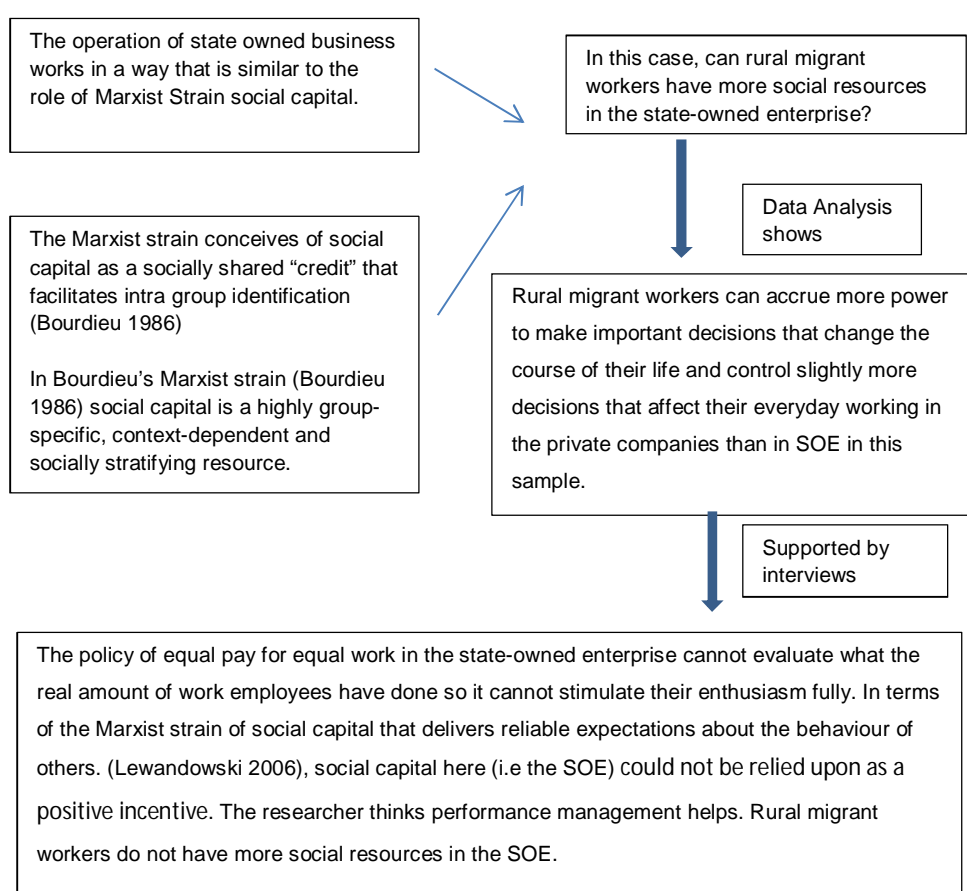 The operation of state owned business
works in a way that is similar to the
role of Marxist Strain social capital.
In this case, can rural migrant
workers have more social resources
in the state-owned enterprise?
The Marxist strain conceives of social
capital as a socially shared “credit” that
facilitates intra group identification
(Bourdieu 1986)
In Bourdieu’s Marxist strain (Bourdieu
1986) social capital is a highly group-
specific, context-dependent and
socially stratifying resource.
Data Analysis
shows
Rural migrant workers can accrue more power
to make important decisions that change the
course of their life and control slightly more
decisions that affect their everyday working in
the private companies than in SOE in this
sample.
Supported by
interviews
The policy of equal pay for equal work in the state-owned enterprise cannot evaluate what the
real amount of work employees have done so it cannot stimulate their enthusiasm fully. In terms
of the Marxist strain of social capital that delivers reliable expectations about the behaviour of
others. (Lewandowski 2006), social capital here (i.e the SOE) could not be relied upon as a
positive incentive. The researcher thinks performance management helps. Rural migrant
workers do not have more social resources in the SOE.